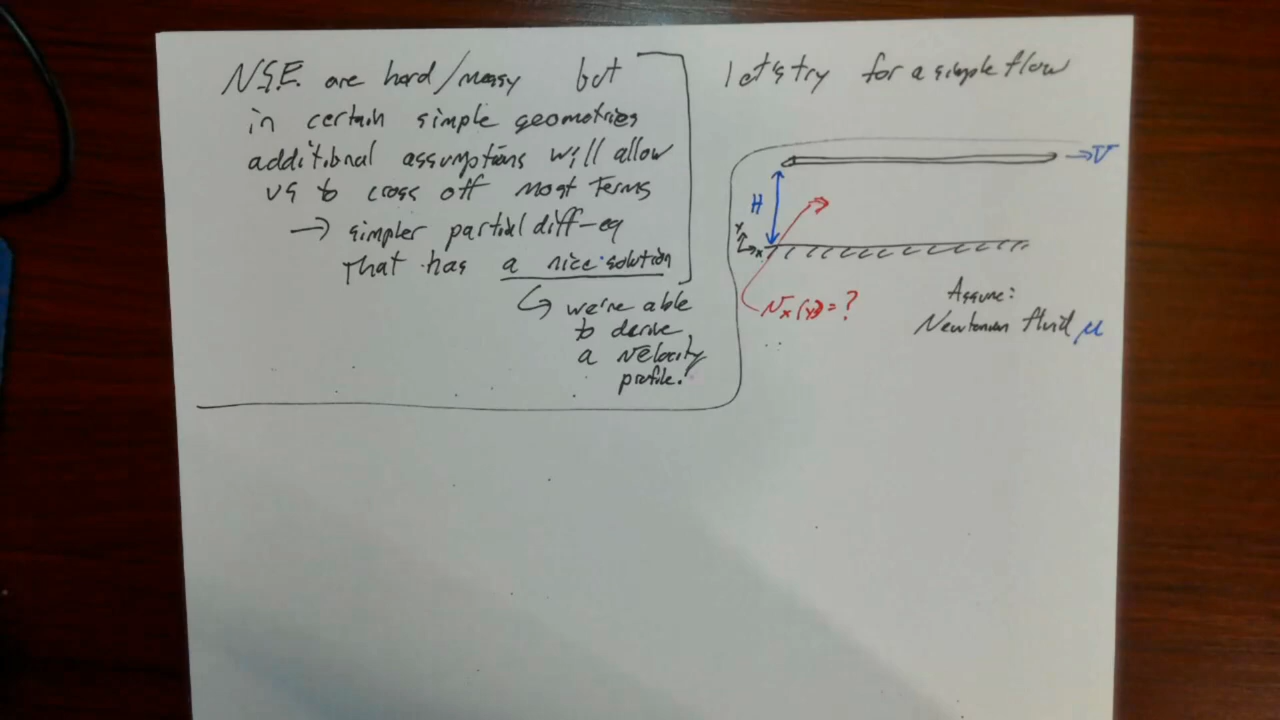 N.S.E. are hard/messy but
in certain simple geometries
additional assumptions will allow
us to cross off most terms
→ simpler partial diff-eq
that has a nice solution
↳ we're able
to derive
a velocity
profile.
let's try for a simple flow
→ V
H
y
x
Vx(y)=?
Assume:
Newtonian fluid μ